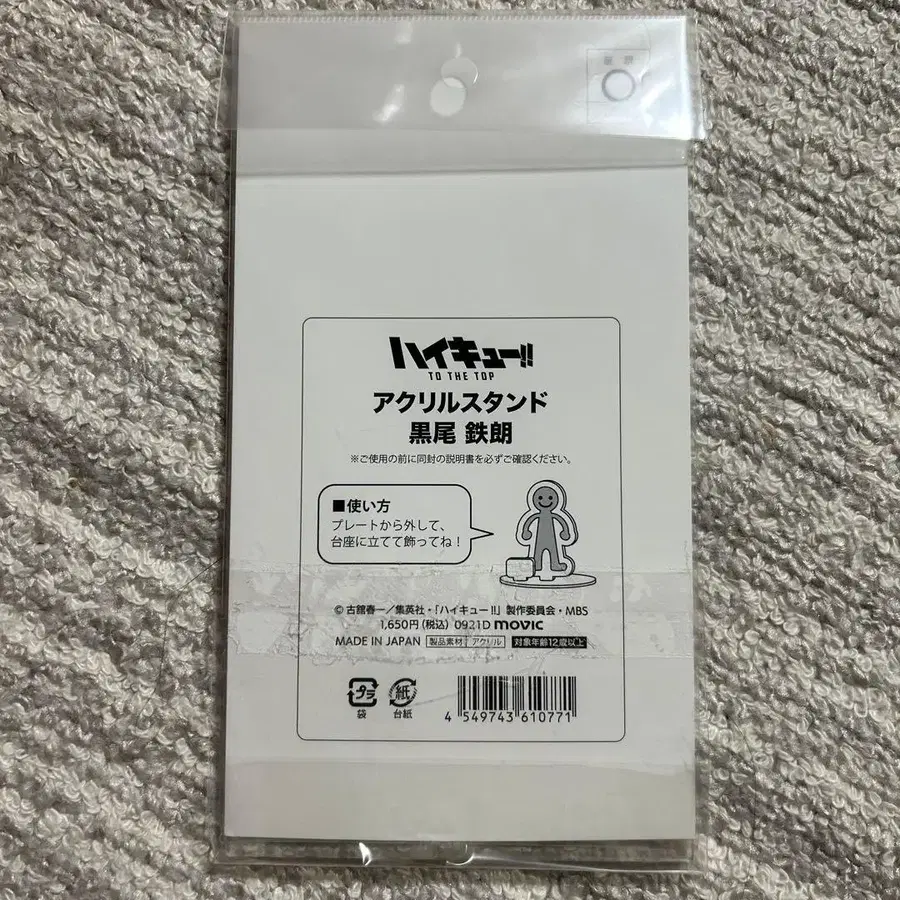 ハイキュー!!
TO THE TOP
アクリルスタンド
黒尾 鉄朗
※ご使用の前に同封の説明書を必ずご確認ください。
■使い方
プレートから外して、
台座に立てて飾ってね!
© 古舘春一/集英社・「ハイキュー!!」製作委員会・MBS
1,650円(税込) 0921D movic
MADE IN JAPAN 製品素材 アクリル 対象年齢12歳以上
プラ 紙
袋 台紙
4 549743 610771